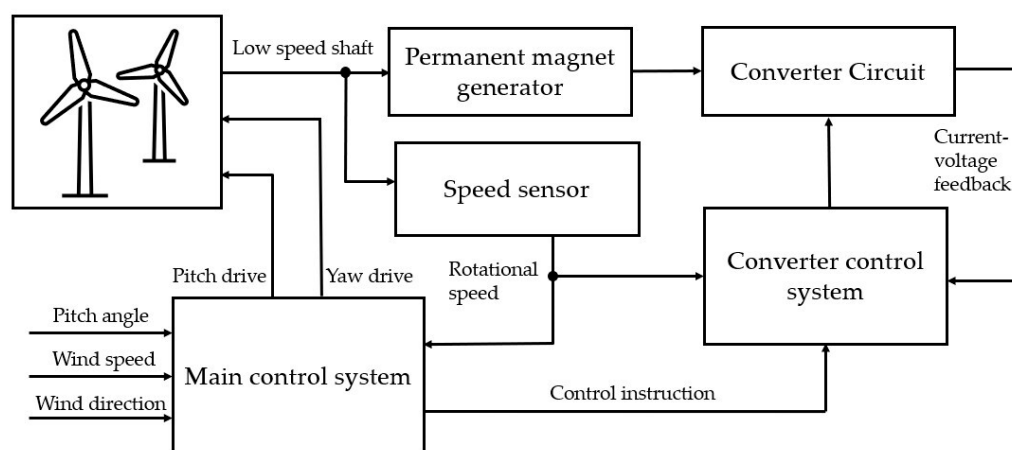 Low speed shaft
Permanent magnet
generator
Converter Circuit
Current-
voltage
feedback
Speed sensor
Pitch drive
Yaw drive
Rotational
speed
Converter control
system
Pitch angle
Wind speed
Wind direction
Main control system
Control instruction